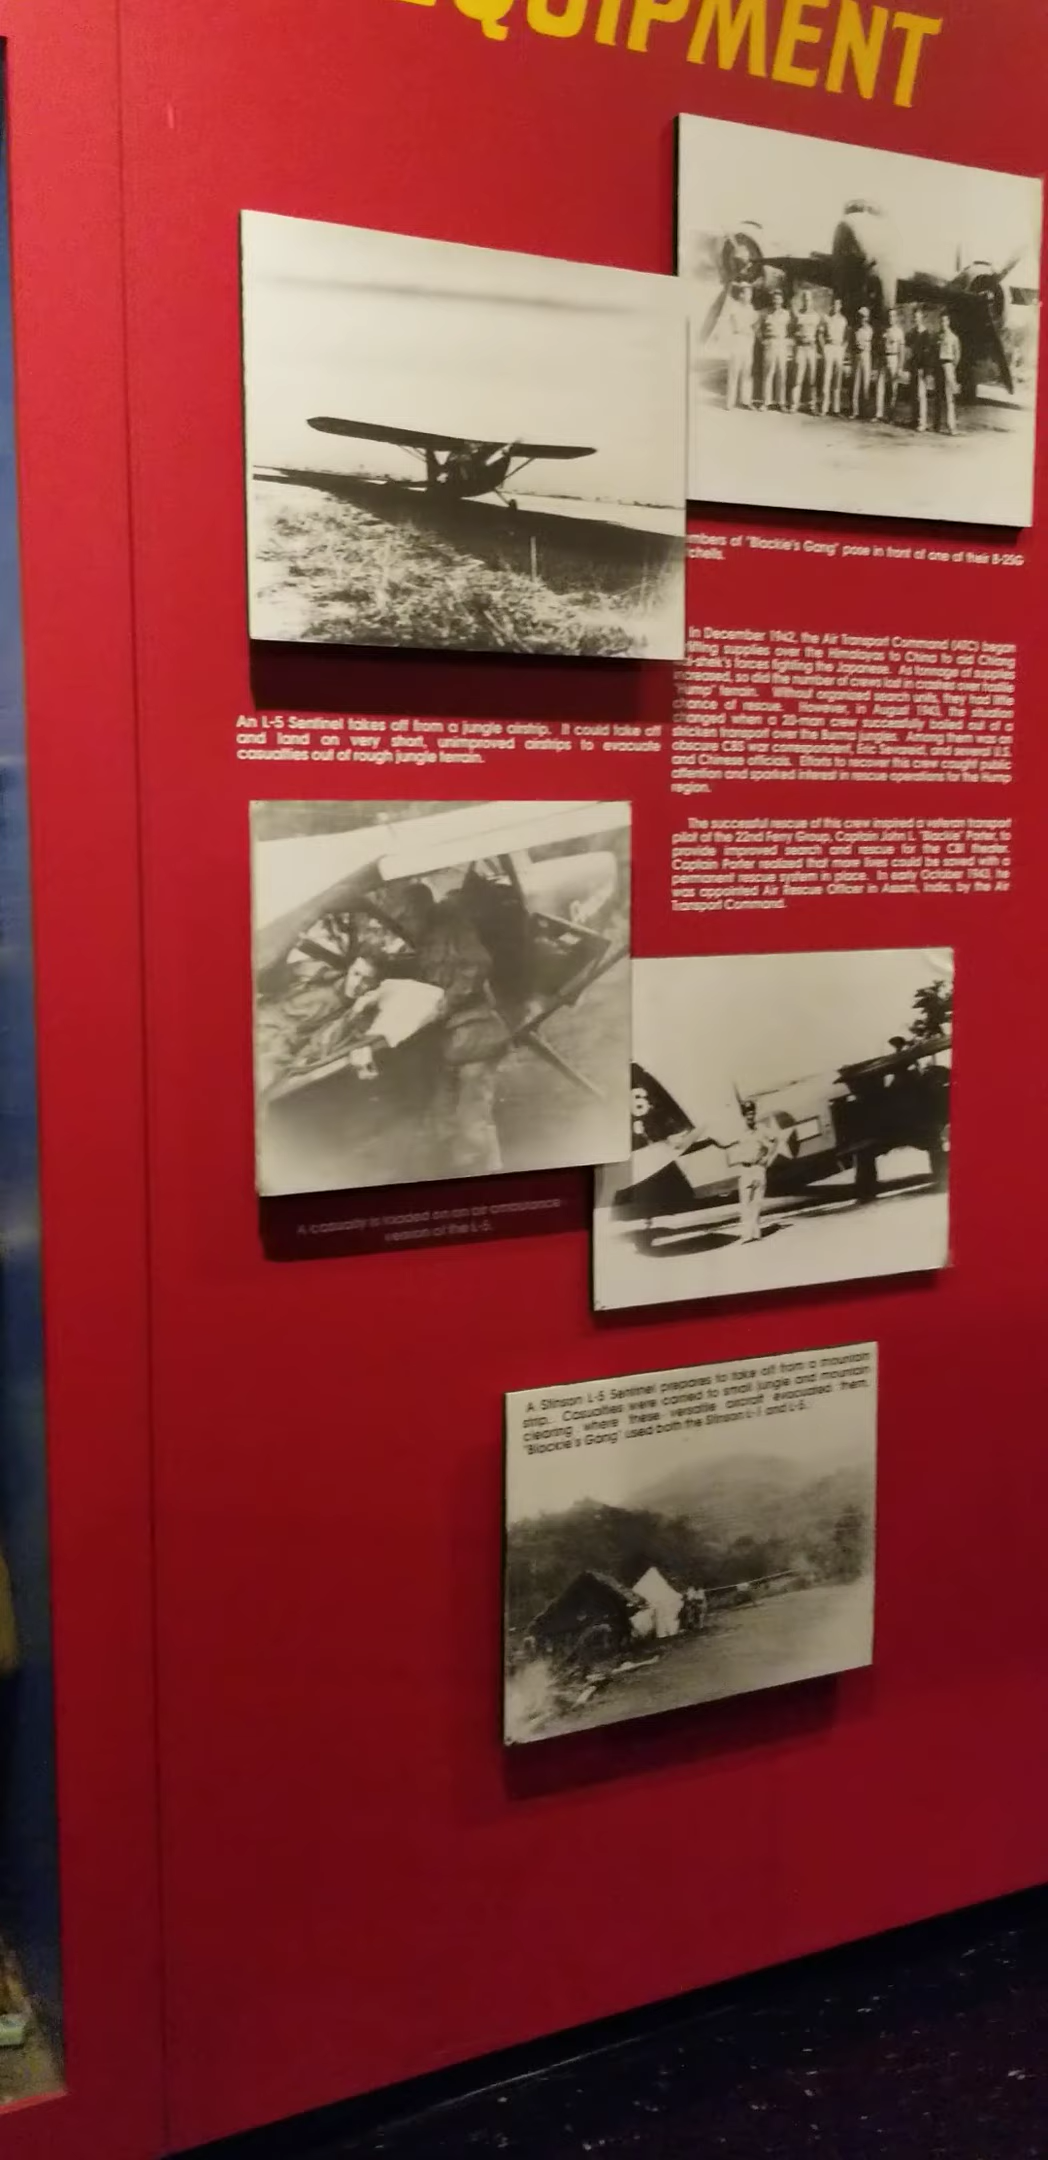 EQUIPMENT
mbers of "Blackie's Gang" pose in front of one of their B-25G
chells.
An L-5 Sentinel takes off from a jungle airstrip. It could take off
and land on very short, unimproved airstrips to evacuate
casualties out of rough jungle terrain.
In December 1942, the Air Transport Command (ATC) began
lifting supplies over the Himalayas to China to aid Chiang
i-shek's forces fighting the Japanese. As tonnage of supplies
increased, so did the number of crews lost in crashes over hostile
"Hump" terrain. Without organized search units, they had little
chance of rescue. However, in August 1943, the situation
changed when a 20-man crew successfully bailed out of a
stricken transport over the Burma jungles. Among them was an
obscure CBS war correspondent, Eric Sevareid, and several U.S.
and Chinese officials. Efforts to recover this crew caught public
attention and sparked interest in rescue operations for the Hump
region.
The successful rescue of this crew inspired a veteran transport
pilot of the 22nd Ferry Group, Captain John L. "Blackie" Porter, to
provide improved search and rescue for the CBI theater.
Captain Porter realized that more lives could be saved with a
permanent rescue system in place. In early October 1943, he
was appointed Air Rescue Officer in Assam, India, by the Air
Transport Command.
A casualty is loaded on an air ambulance
version of the L-5.
6
A Stinson L-5 Sentinel prepares to take off from a mountain
strip. Casualties were carried to small jungle and mountain
clearing where these versatile aircraft evacuated them.
"Blackie's Gang" used both the Stinson L-1 and L-5.